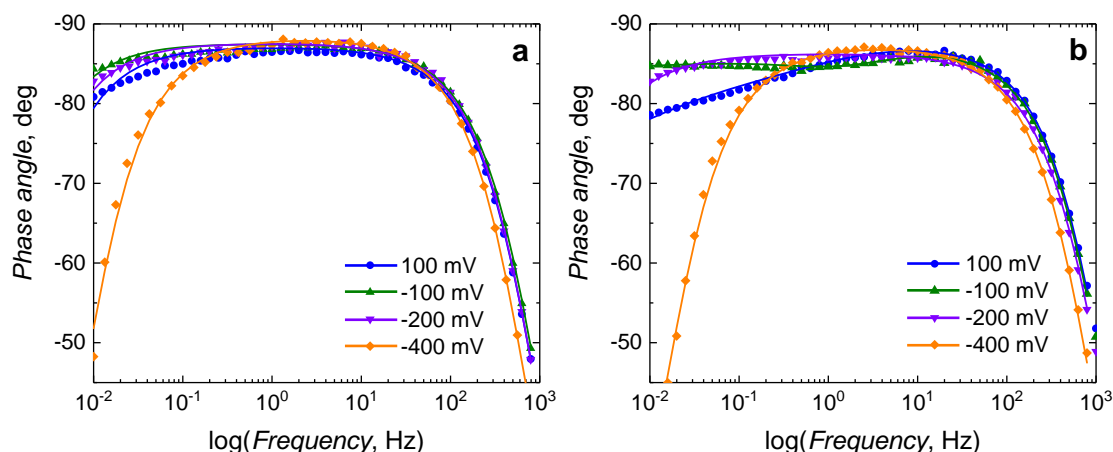 -90
-80
-70
-60
-50
Phase angle, deg
a
100 mV
-100 mV
-200 mV
-400 mV
10-2 10-1 100 101 102 103
log(Frequency, Hz)
-90
-80
-70
-60
-50
Phase angle, deg
b
100 mV
-100 mV
-200 mV
-400 mV
10-2 10-1 100 101 102 103
log(Frequency, Hz)